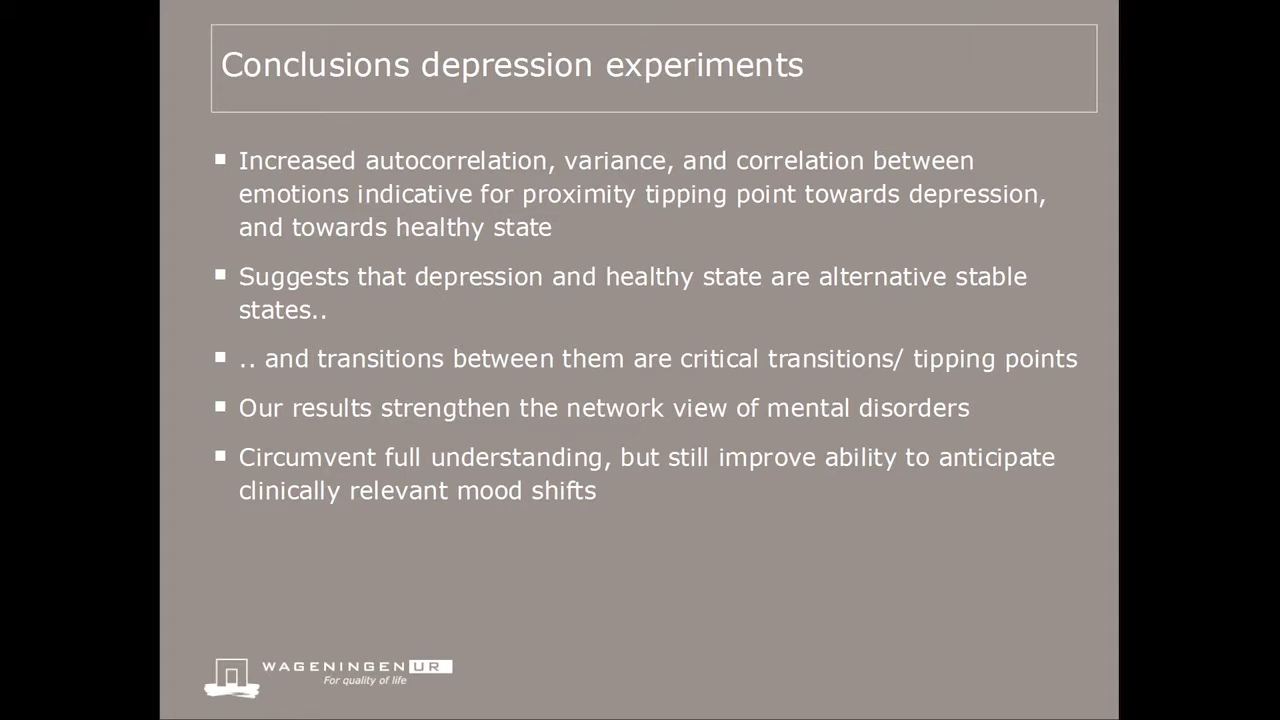 Conclusions depression experiments
Increased autocorrelation, variance, and correlation between
emotions indicative for proximity tipping point towards depression,
and towards healthy state
Suggests that depression and healthy state are alternative stable
states..
.. and transitions between them are critical transitions/ tipping points
Our results strengthen the network view of mental disorders
Circumvent full understanding, but still improve ability to anticipate
clinically relevant mood shifts
WAGENINGEN UR
For quality of life